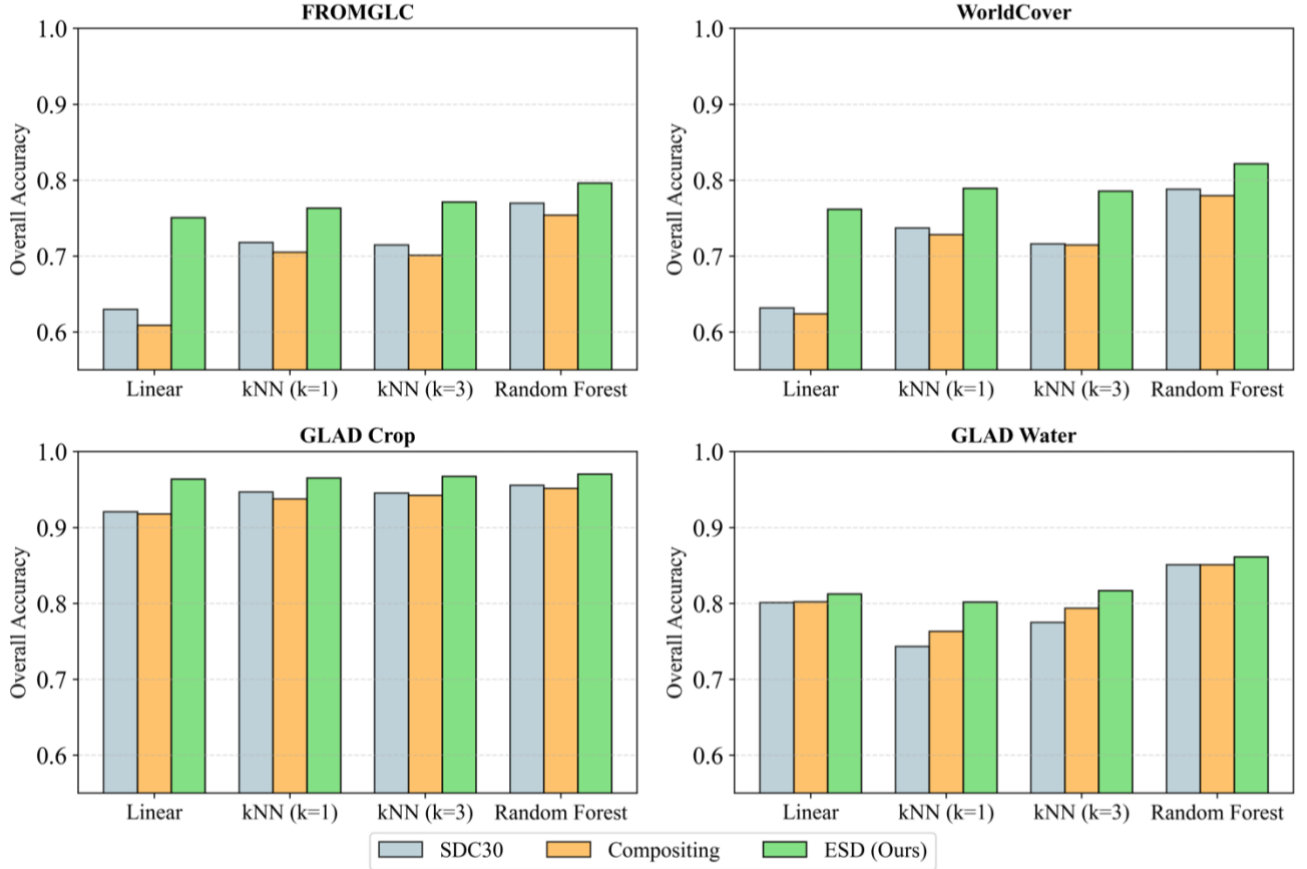 FROMGLC
Overall Accuracy
1.0
0.9
0.8
0.7
0.6
Linear kNN (k=1) kNN (k=3) Random Forest
WorldCover
Overall Accuracy
1.0
0.9
0.8
0.7
0.6
Linear kNN (k=1) kNN (k=3) Random Forest
GLAD Crop
Overall Accuracy
1.0
0.9
0.8
0.7
0.6
Linear kNN (k=1) kNN (k=3) Random Forest
GLAD Water
Overall Accuracy
1.0
0.9
0.8
0.7
0.6
Linear kNN (k=1) kNN (k=3) Random Forest
SDC30 Compositing ESD (Ours)